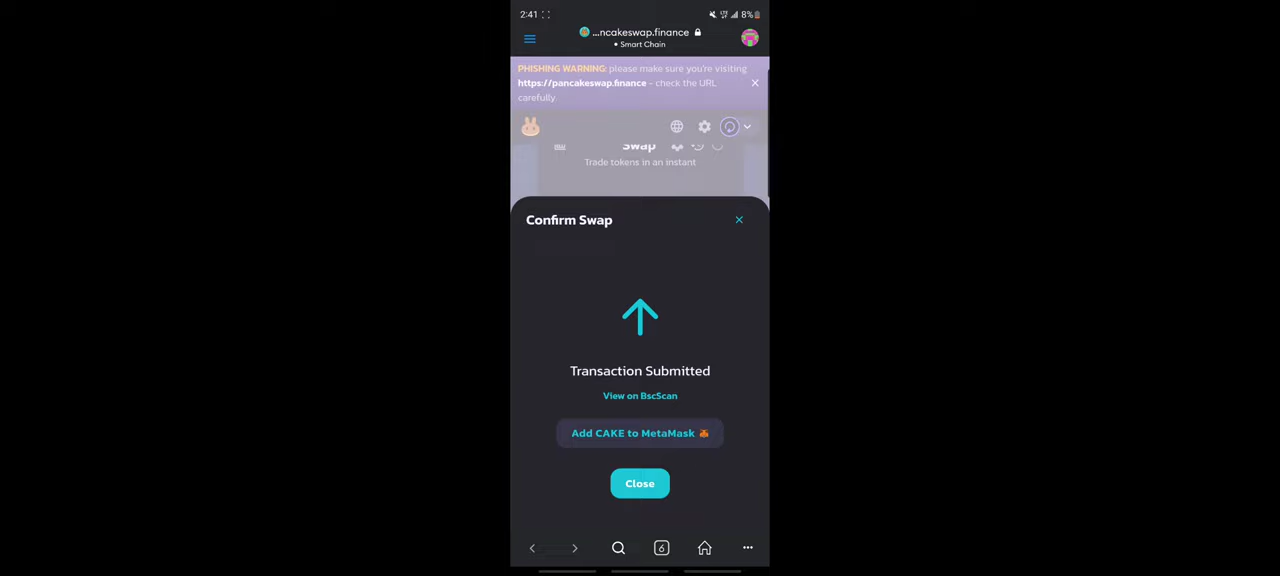 2:41
8%
...ncakeswap.finance
• Smart Chain
PHISHING WARNING: please make sure you're visiting
https://pancakeswap.finance - check the URL
carefully.
Swap
Trade tokens in an instant
Confirm Swap
Transaction Submitted
View on BscScan
Add CAKE to MetaMask
Close
6